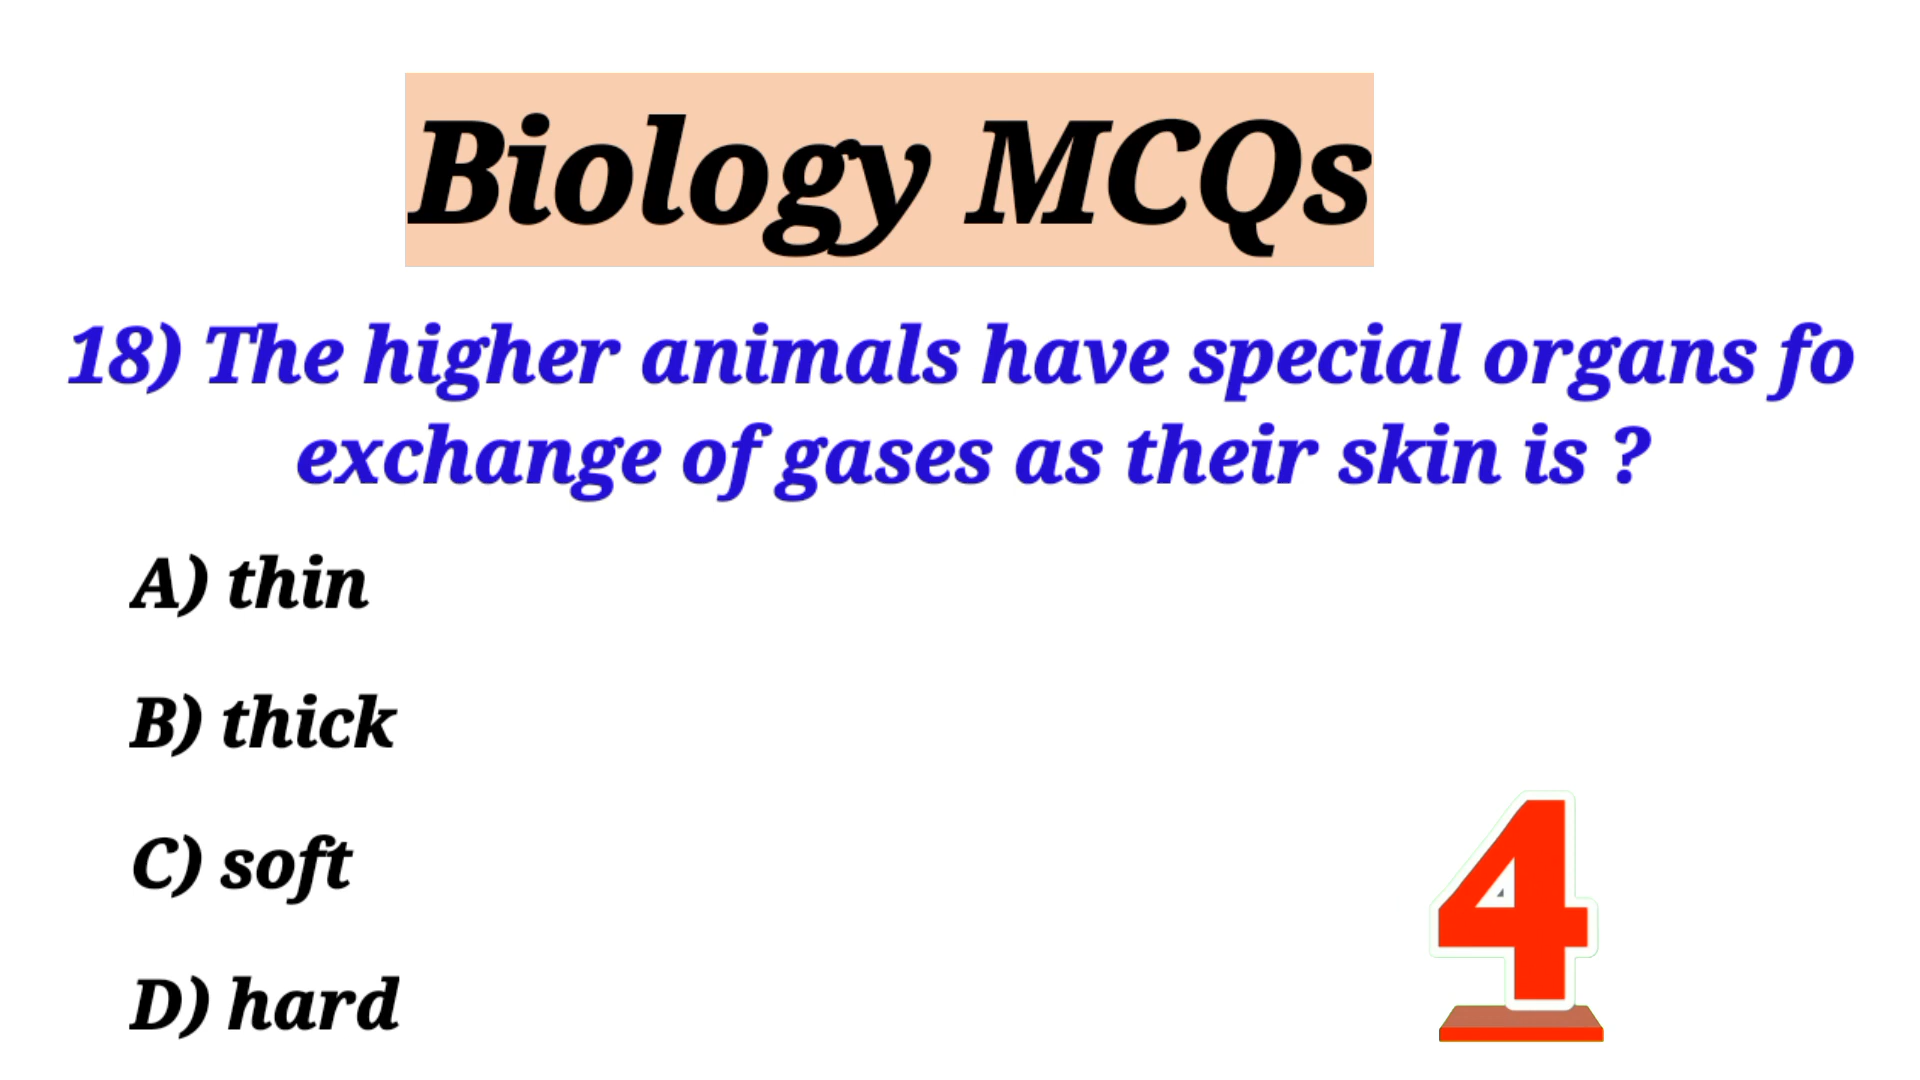 Biology MCQs
18) The higher animals have special organs fo
exchange of gases as their skin is ?
A) thin
B) thick
C) soft
D) hard
4